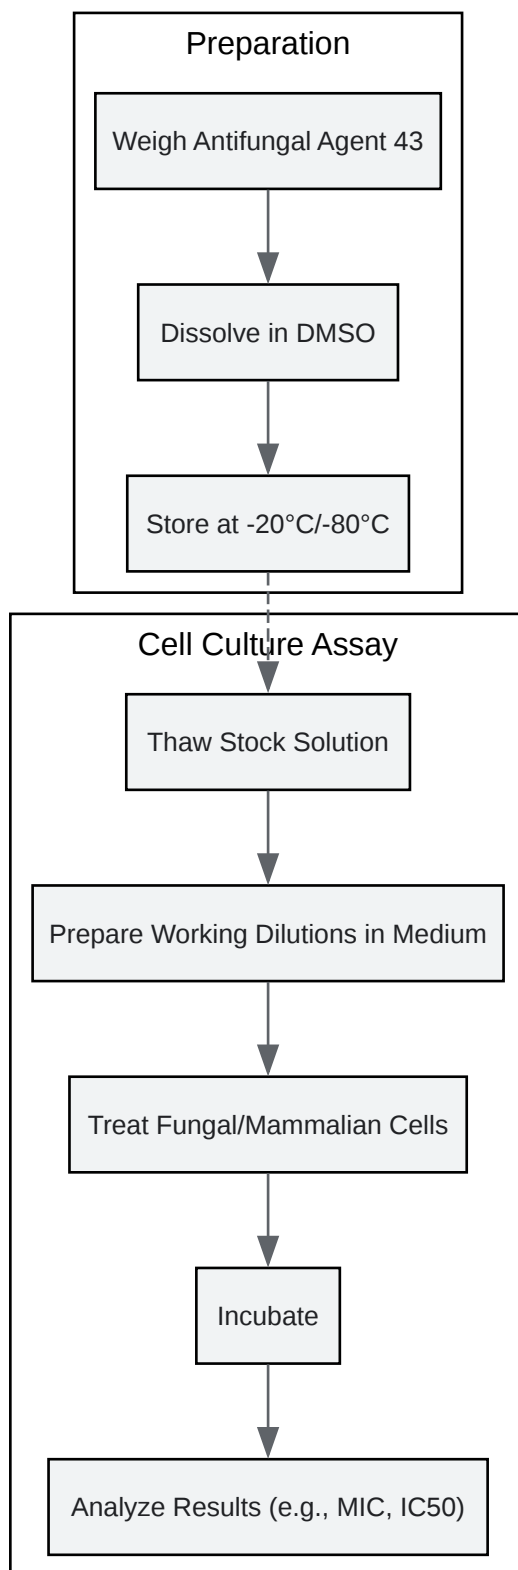 Preparation
Weigh Antifungal Agent 43
Dissolve in DMSO
Store at -20°C/-80°C
Cell Culture Assay
Thaw Stock Solution
Prepare Working Dilutions in Medium
Treat Fungal/Mammalian Cells
Incubate
Analyze Results (e.g., MIC, IC50)